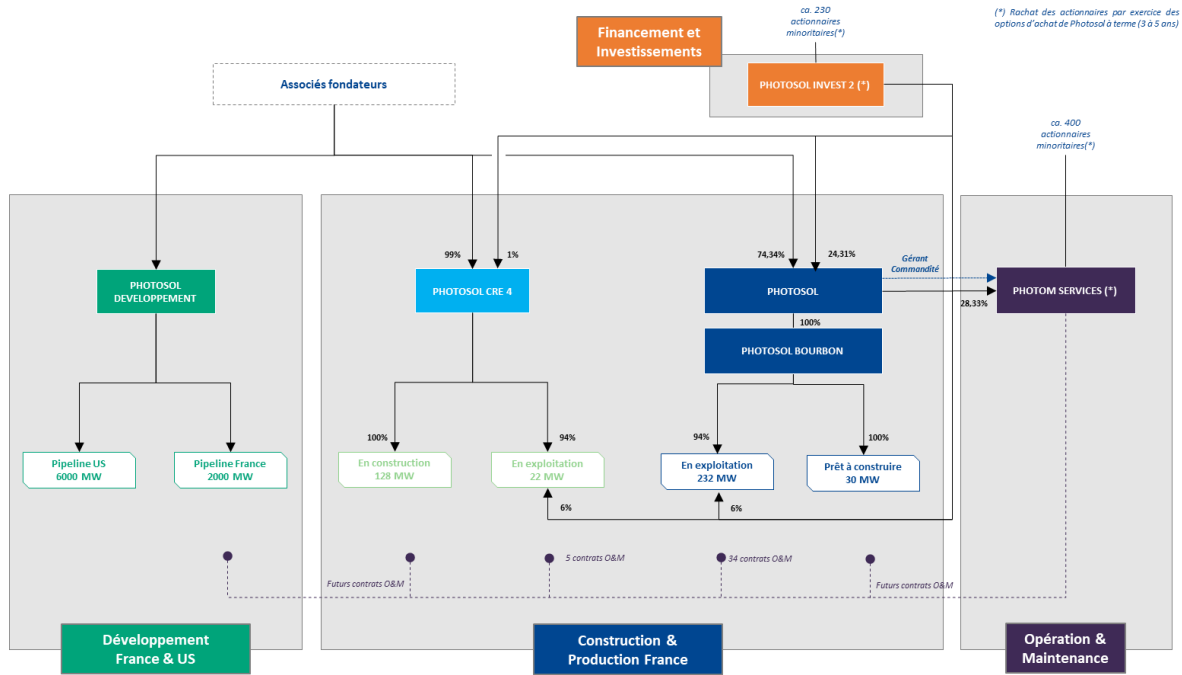 Financement et
Investissements
ca. 230
actionnaires
minoritaires(*)
(*) Rachat des actionnaires par exercice des
options d'achat de Photosol à terme (3 à 5 ans)
Associés fondateurs
PHOTOSOL INVEST 2 (*)
ca. 400
actionnaires
minoritaires(*)
99%
1%
74,34%
24,31%
Gérant
Commandité
PHOTOSOL
DEVELOPPEMENT
PHOTOSOL CRE 4
PHOTOSOL
PHOTOM SERVICES (*)
28,33%
100%
PHOTOSOL BOURBON
100%
94%
94%
100%
Pipeline US
6000 MW
Pipeline France
2000 MW
En construction
128 MW
En exploitation
22 MW
En exploitation
232 MW
Prêt à construire
30 MW
6%
6%
5 contrats O&M
34 contrats O&M
Futurs contrats O&M
Futurs contrats O&M
Développement
France & US
Construction &
Production France
Opération &
Maintenance